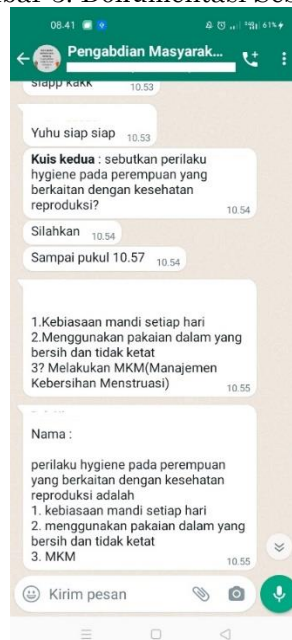 08.41
61%
Pengabdian Masyarak...
siapp kakk 10.53
Yuhu siap siap 10.53
Kuis kedua : sebutkan perilaku
hygiene pada perempuan yang
berkaitan dengan kesehatan
reproduksi?
10.54
Silahkan 10.54
Sampai pukul 10.57 10.54
1.Kebiasaan mandi setiap hari
2.Menggunakan pakaian dalam yang
bersih dan tidak ketat
3? Melakukan MKM(Manajemen
Kebersihan Menstruasi)
10.55
Nama :
perilaku hygiene pada perempuan
yang berkaitan dengan kesehatan
reproduksi adalah
1. kebiasaan mandi setiap hari
2. menggunakan pakaian dalam yang
bersih dan tidak ketat
3. MKM
10.55
Kirim pesan